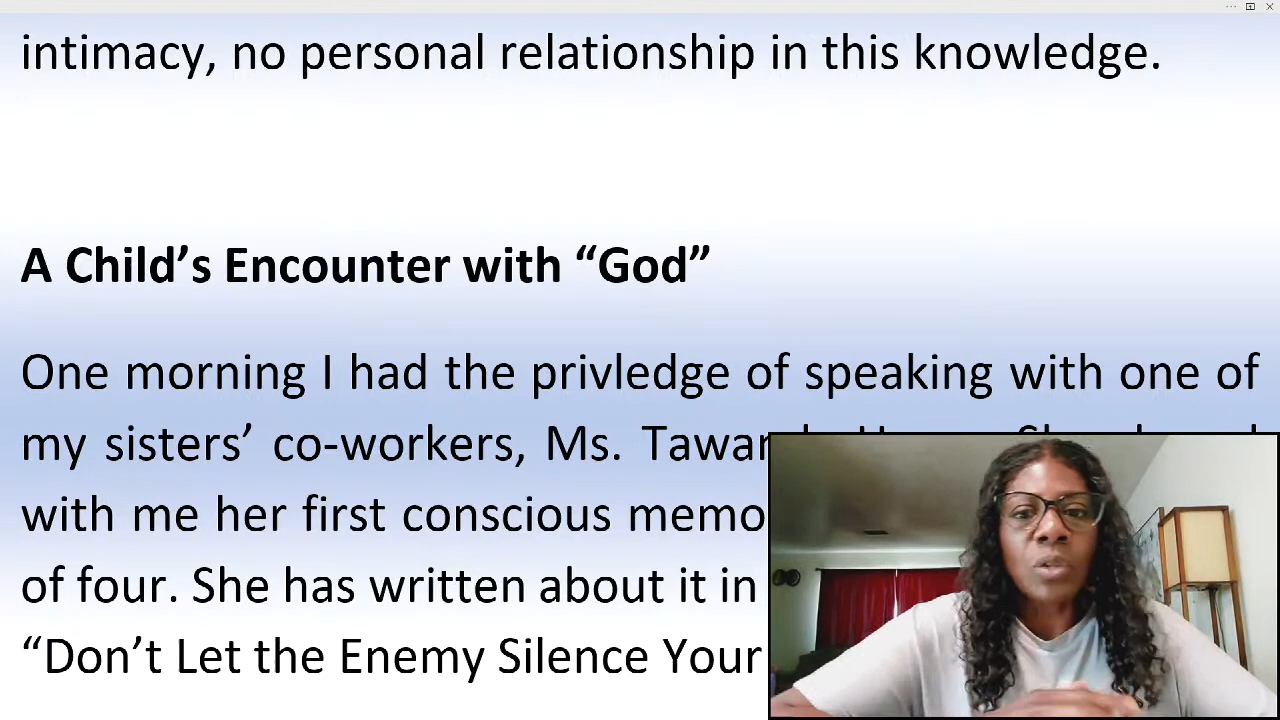 intimacy, no personal relationship in this knowledge.
A Child’s Encounter with “God”
One morning I had the privledge of speaking with one of
my sisters’ co-workers, Ms.
with me her first conscious
of four. She has written about it in
“Don’t Let the Enemy Silence Your